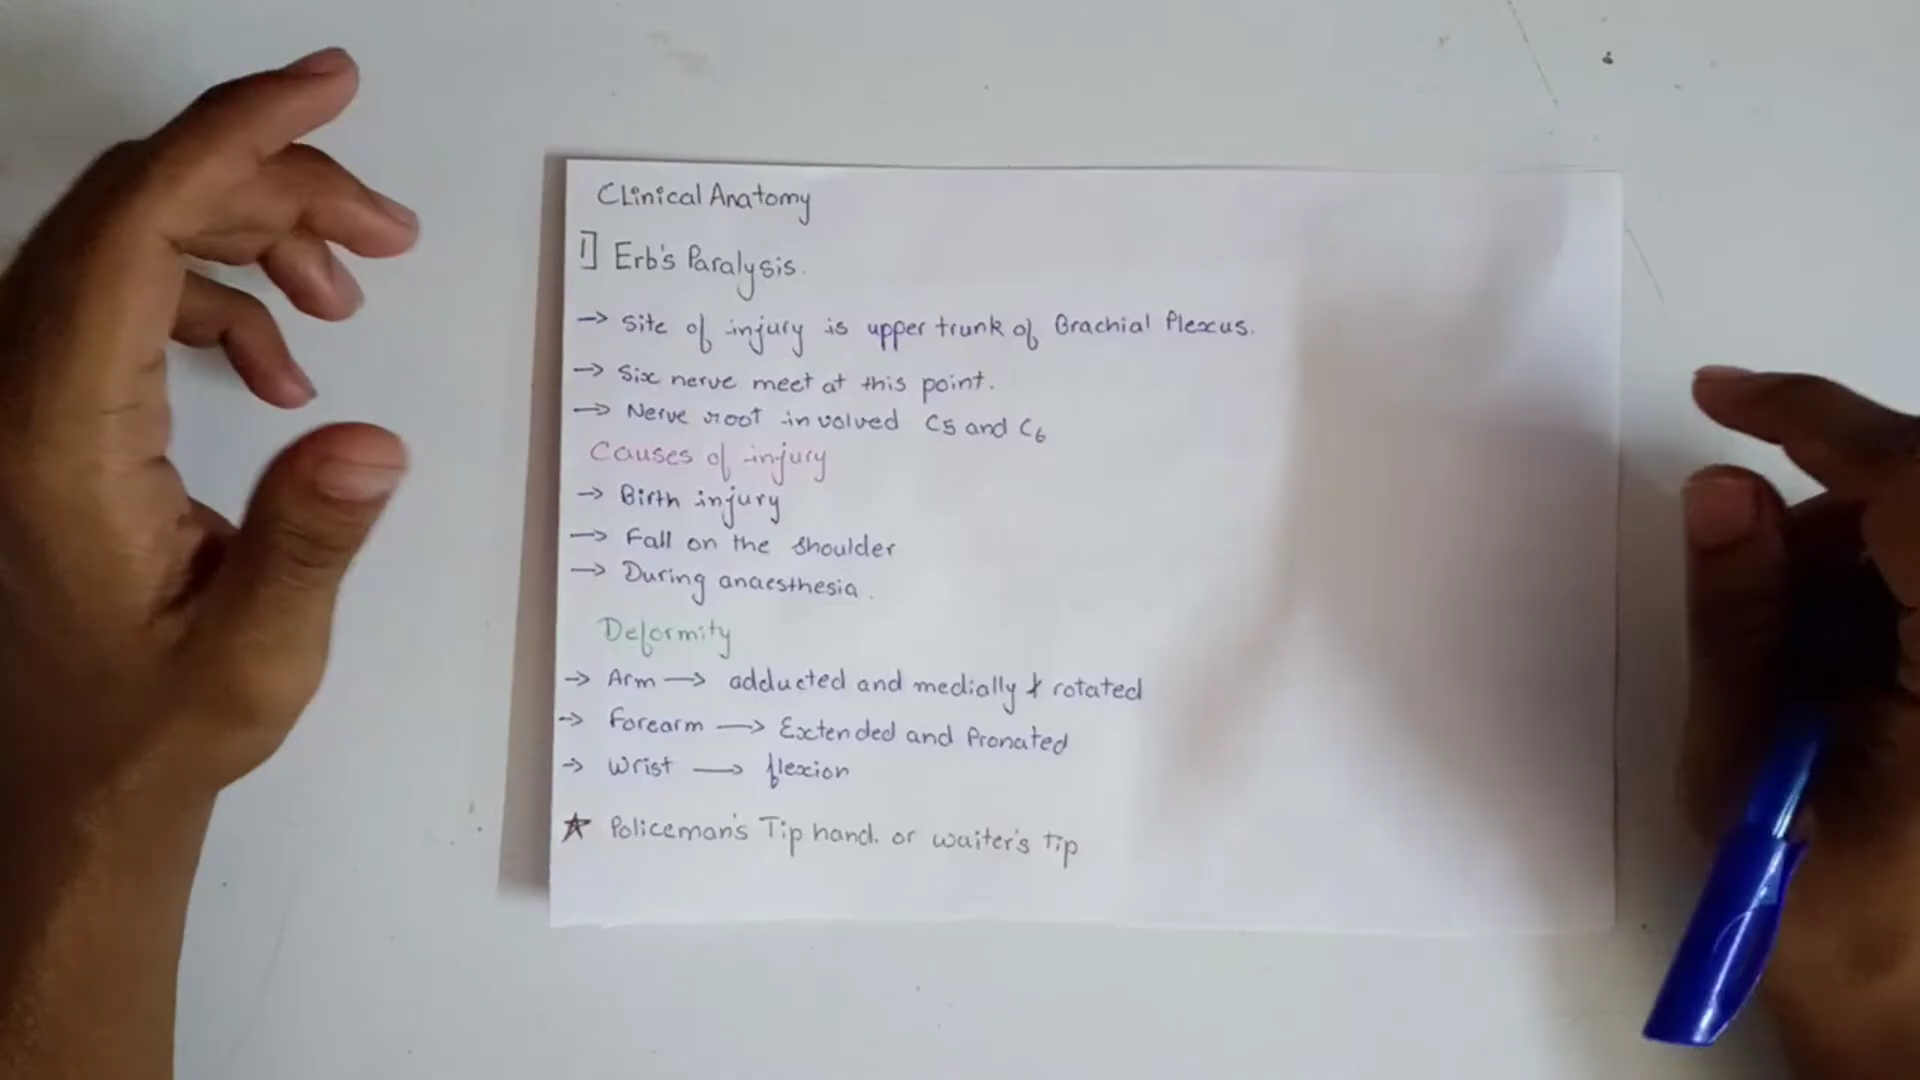 Clinical Anatomy
1] Erb's Paralysis.
→ Site of injury is upper trunk of Brachial Plexus.
→ Six nerve meet at this point.
→ Nerve root involved C5 and C6
Causes of injury
→ Birth injury
→ Fall on the shoulder
→ During anaesthesia.
Deformity
→ Arm → adducted and medially rotated
→ Forearm → Extended and Pronated
→ Wrist → flexion
☆ Policeman's Tip hand. or waiter's tip